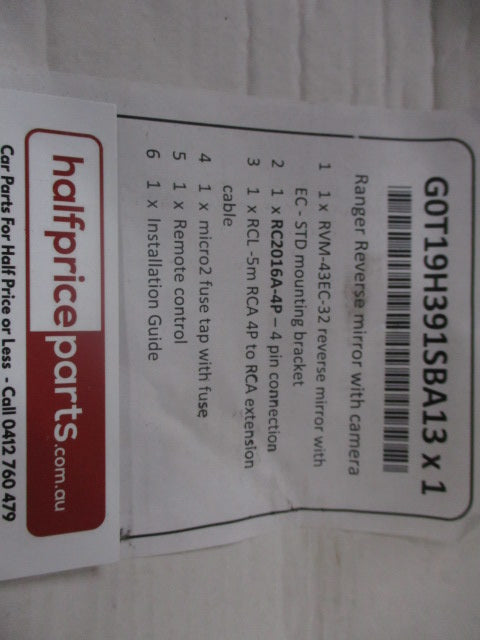 G0T19H391SBA13 x 1
Ranger Reverse mirror with camera
1 1 x RVM-43EC-32 reverse mirror with
EC - STD mounting bracket
2 1 x RC2016A-4P – 4 pin connection
3 1 x RCL -5m RCA 4P to RCA extension
cable
4 1 x micro2 fuse tap with fuse
5 1 x Remote control
6 1 x Installation Guide
halfpriceparts.com.au
Car Parts For Half Price or Less - Call 0412 760 479